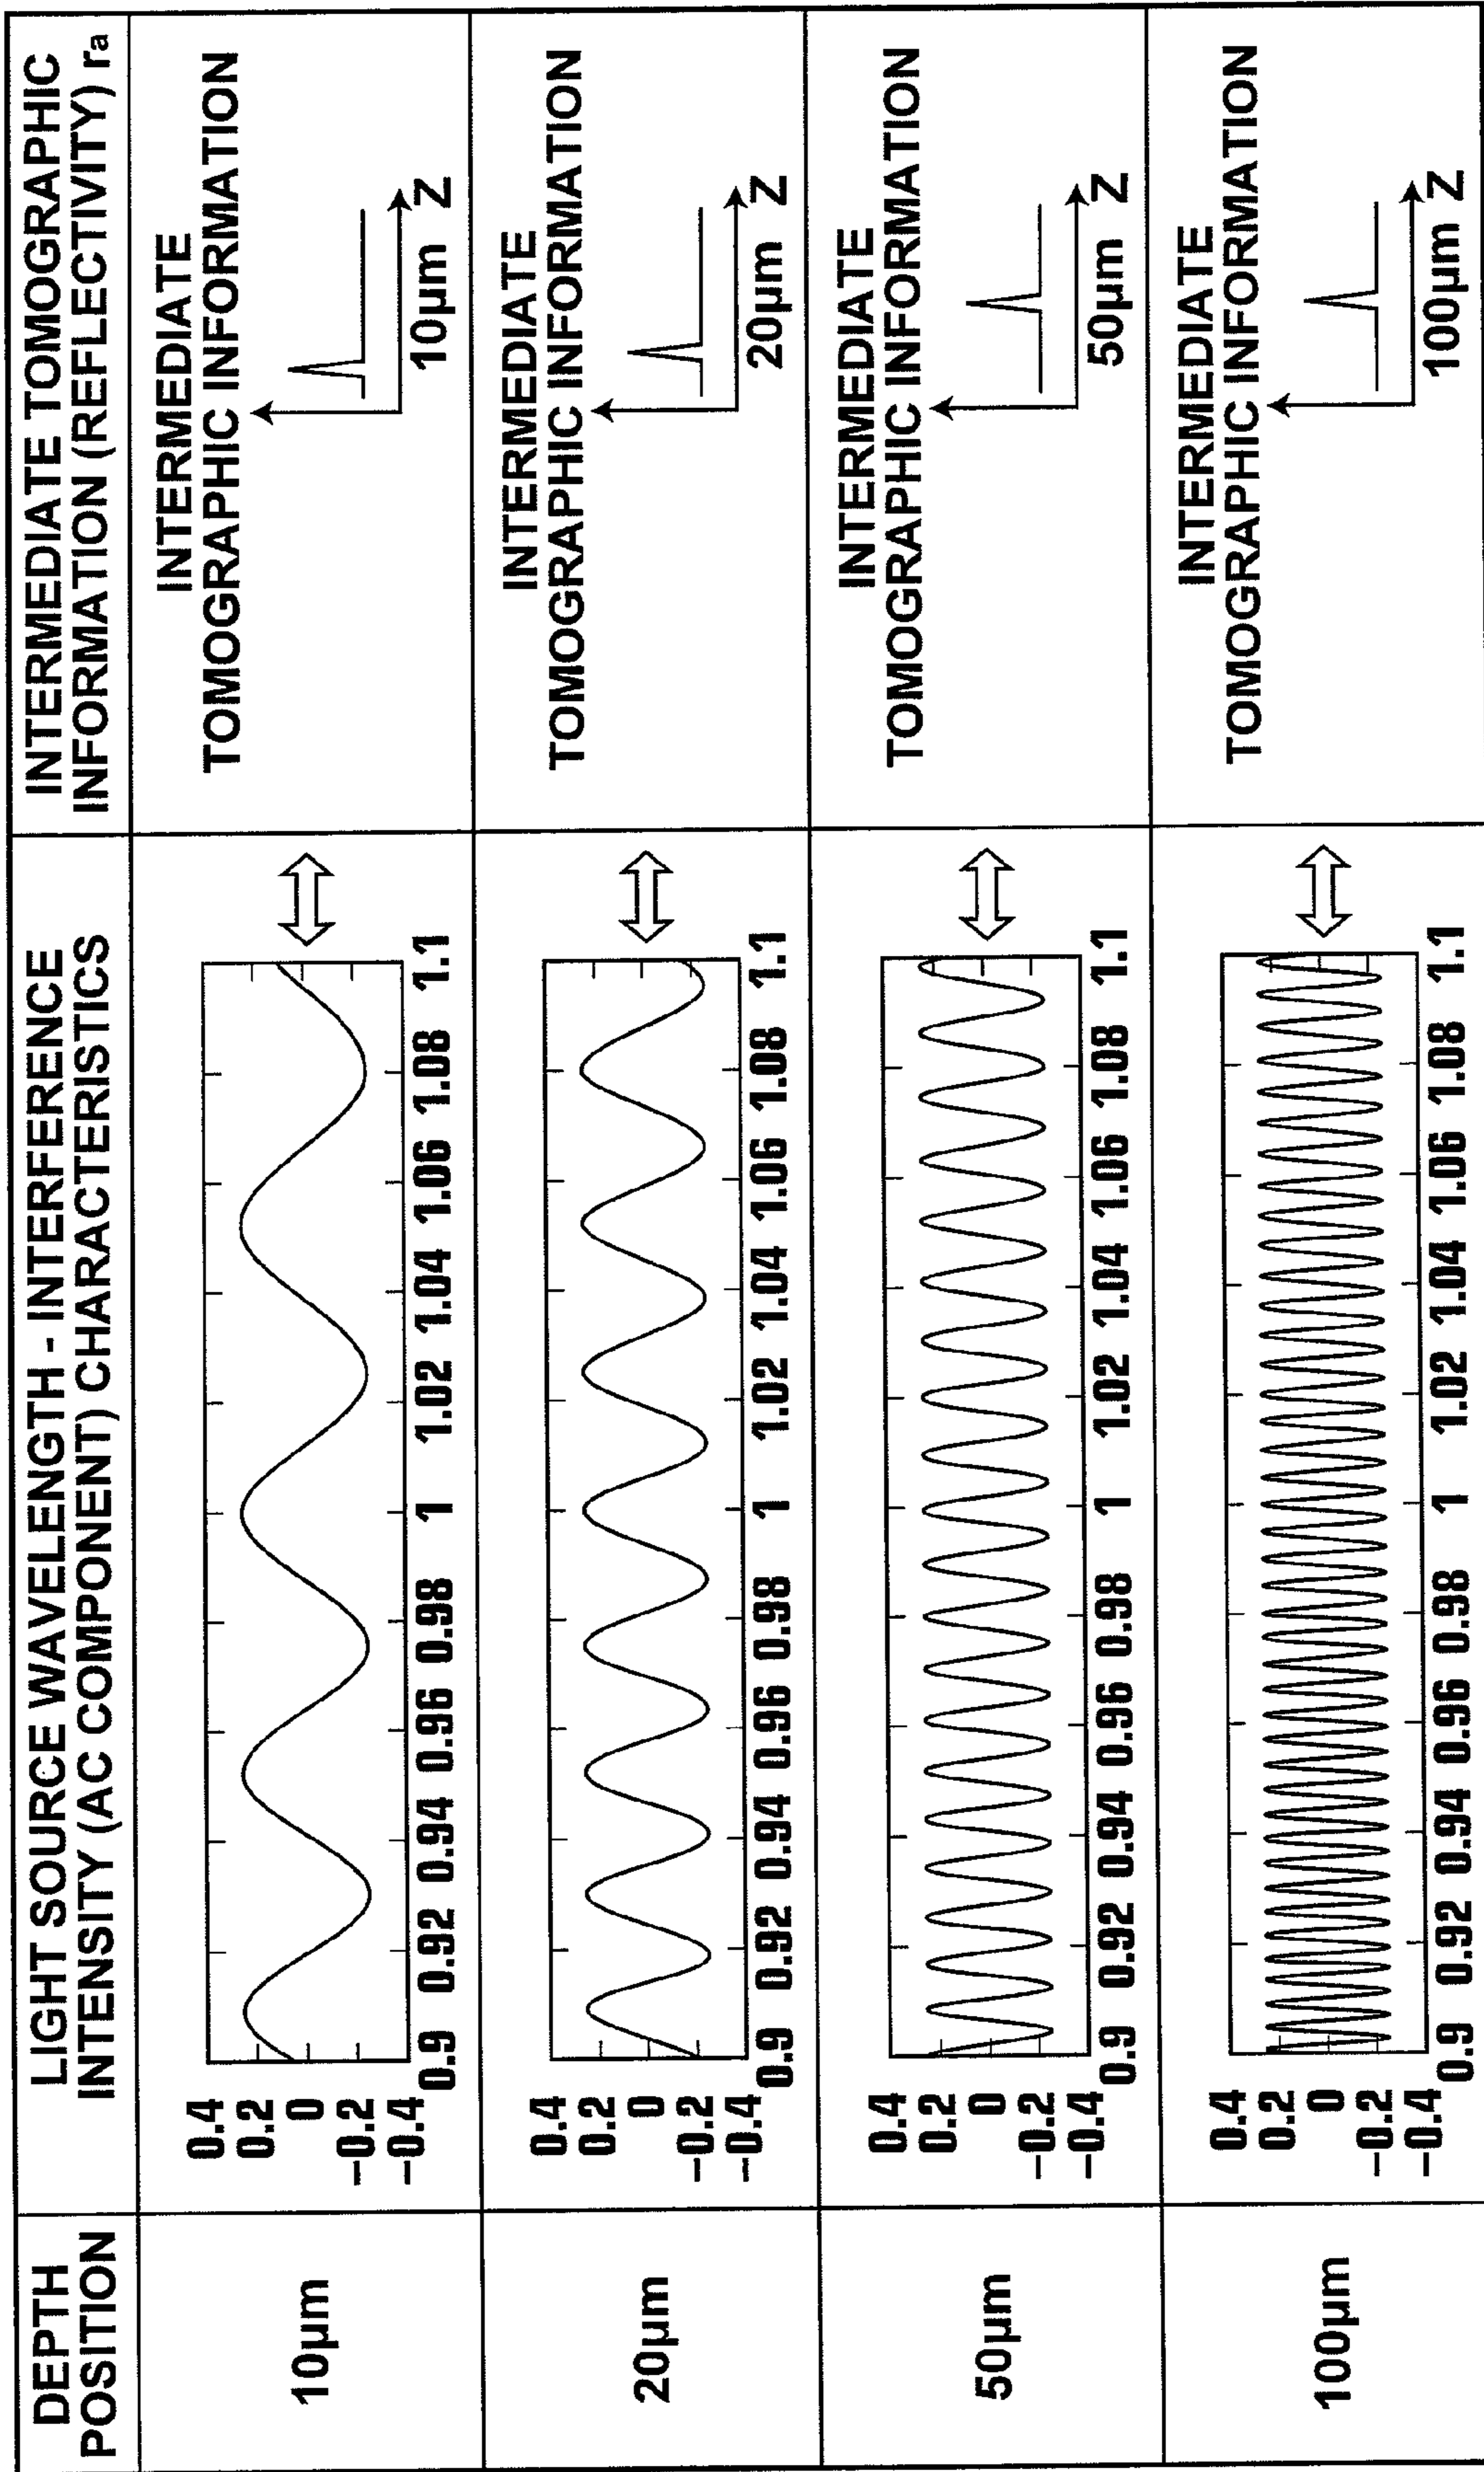 DEPTH
POSITION
LIGHT SOURCE WAVELENGTH - INTERFERENCE
INTENSITY (AC COMPONENT) CHARACTERISTICS
INTERMEDIATE TOMOGRAPHIC
INFORMATION (REFLECTIVITY) ra
10µm
0.4
0.2
0
−0.2
−0.4
0.9 0.92 0.94 0.96 0.98 1 1.02 1.04 1.06 1.08 1.1
INTERMEDIATE
TOMOGRAPHIC INFORMATION
10µm Z
20µm
0.4
0.2
0
−0.2
−0.4
0.9 0.92 0.94 0.96 0.98 1 1.02 1.04 1.06 1.08 1.1
INTERMEDIATE
TOMOGRAPHIC INFORMATION
20µm Z
50µm
0.4
0.2
0
−0.2
−0.4
0.9 0.92 0.94 0.96 0.98 1 1.02 1.04 1.06 1.08 1.1
INTERMEDIATE
TOMOGRAPHIC INFORMATION
50µm Z
100µm
0.4
0.2
0
−0.2
−0.4
0.9 0.92 0.94 0.96 0.98 1 1.02 1.04 1.06 1.08 1.1
INTERMEDIATE
TOMOGRAPHIC INFORMATION
100µm Z